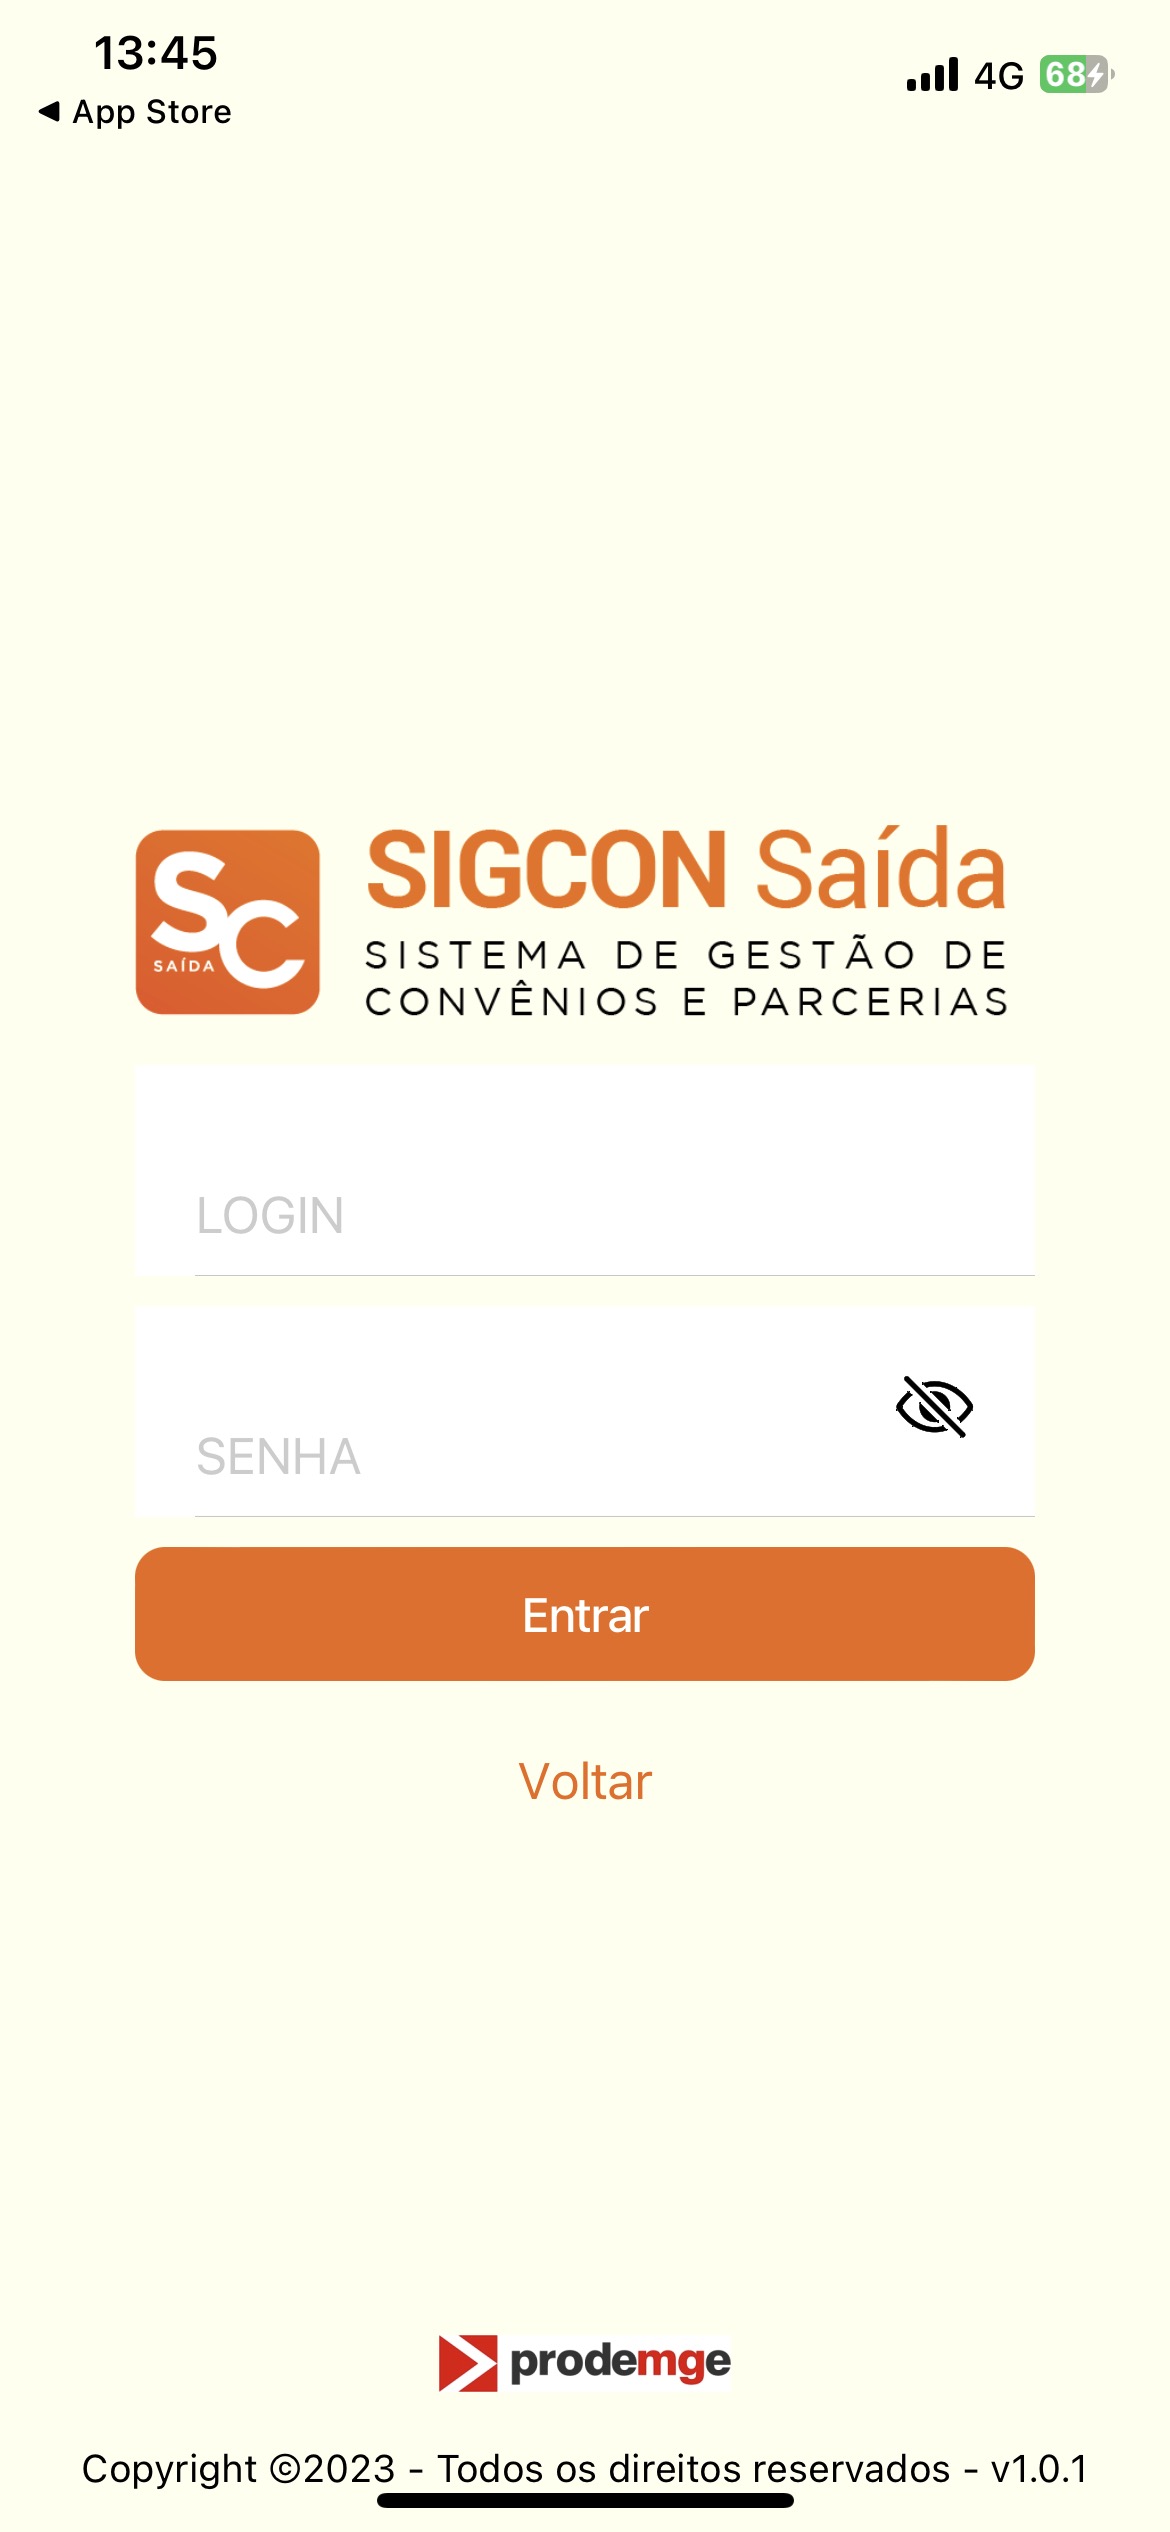 13:45
4G 68
◀ App Store
SC
SAÍDA
SIGCON Saída
SISTEMA DE GESTÃO DE
CONVÊNIOS E PARCERIAS
LOGIN
SENHA
Entrar
Voltar
prodemge
Copyright ©2023 - Todos os direitos reservados - v1.0.1